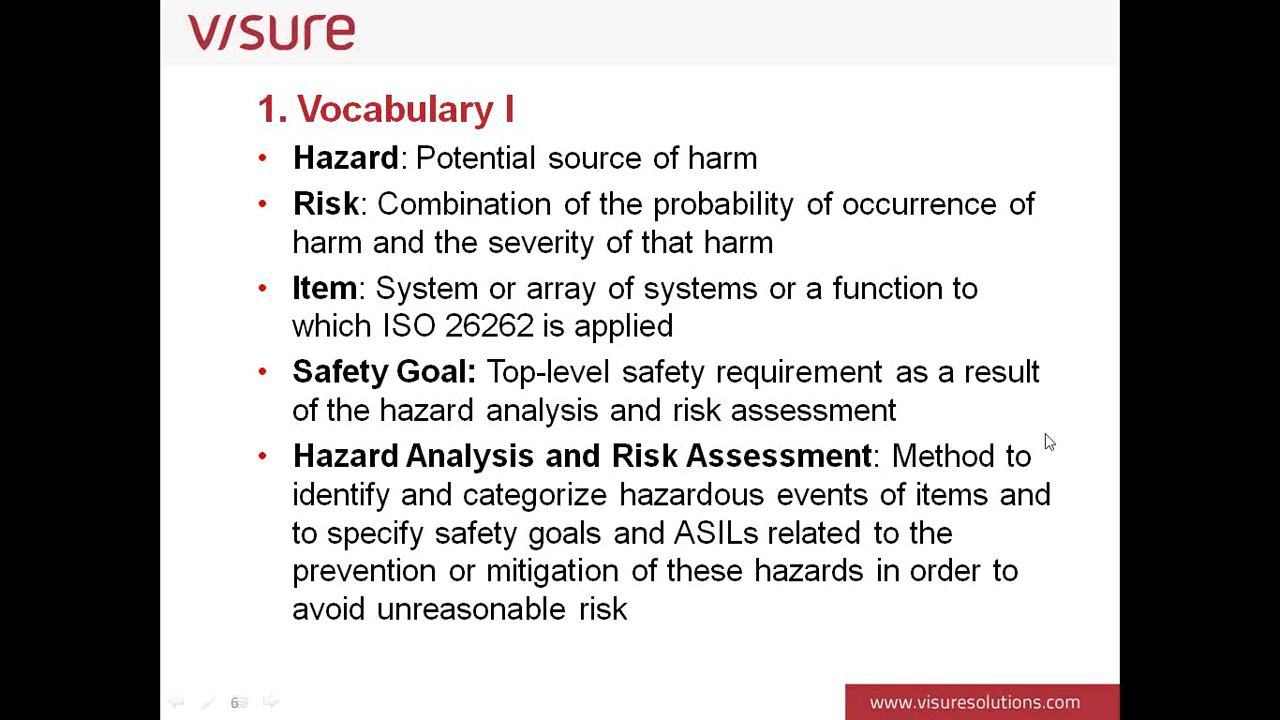 visure
1. Vocabulary I
• Hazard: Potential source of harm
• Risk: Combination of the probability of occurrence of
harm and the severity of that harm
• Item: System or array of systems or a function to
which ISO 26262 is applied
• Safety Goal: Top-level safety requirement as a result
of the hazard analysis and risk assessment
• Hazard Analysis and Risk Assessment: Method to
identify and categorize hazardous events of items and
to specify safety goals and ASILs related to the
prevention or mitigation of these hazards in order to
avoid unreasonable risk
6
www.visuresolutions.com